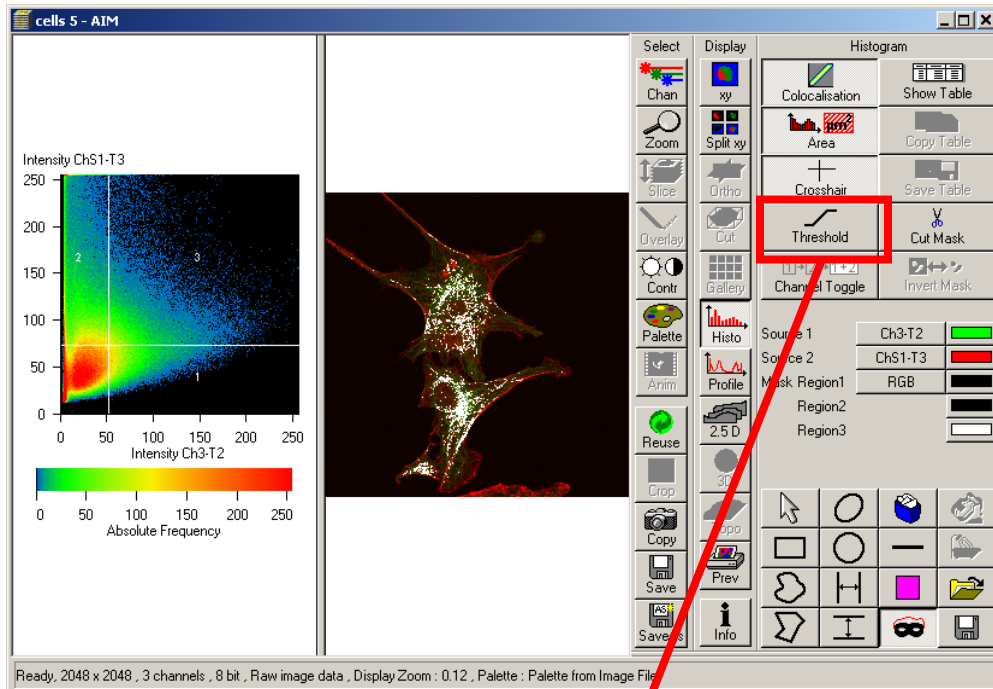 cells 5 - AIM
Intensity ChS1-T3
250
200
150
100
50
0
2
3
1
0 50 100 150 200 250
Intensity Ch3-T2
0 50 100 150 200 250
Absolute Frequency
Select
Chan
Zoom
Slice
Overlay
Contr
Palette
Anim
Reuse
Crop
Copy
Save
AS
Display
xy
Split xy
Ortho
Cut
Gallery
Histo
Profile
2.5 D
3D
Prev
Info
Histogram
Colocalisation Show Table
µm²
Area Copy Table
Crosshair Save Table
Threshold Cut Mask
Channel Toggle Invert Mask
Source 1 Ch3-T2
Source 2 ChS1-T3
Mask Region1 RGB
Region2
Region3
Ready, 2048 x 2048 , 3 channels , 8 bit , Raw image data , Display Zoom : 0.12 , Palette : Palette from Image File